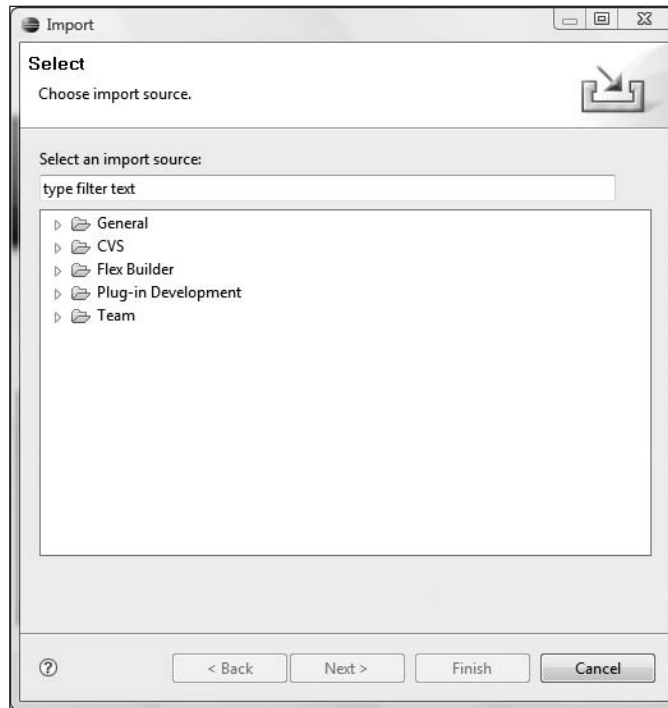 Import
Select
Choose import source.
Select an import source:
type filter text
General
CVS
Flex Builder
Plug-in Development
Team
?
< Back
Next >
Finish
Cancel